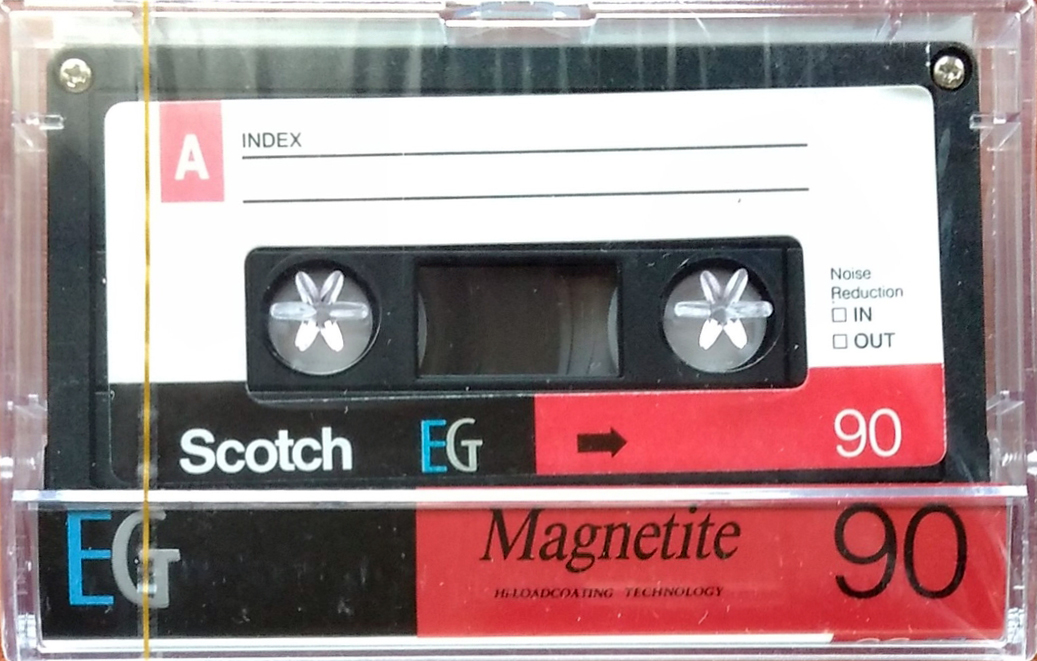 A
INDEX
Noise
Reduction
IN
OUT
Scotch EG 90
EG Magnetite 90
HI-LOADCOATING TECHNOLOGY